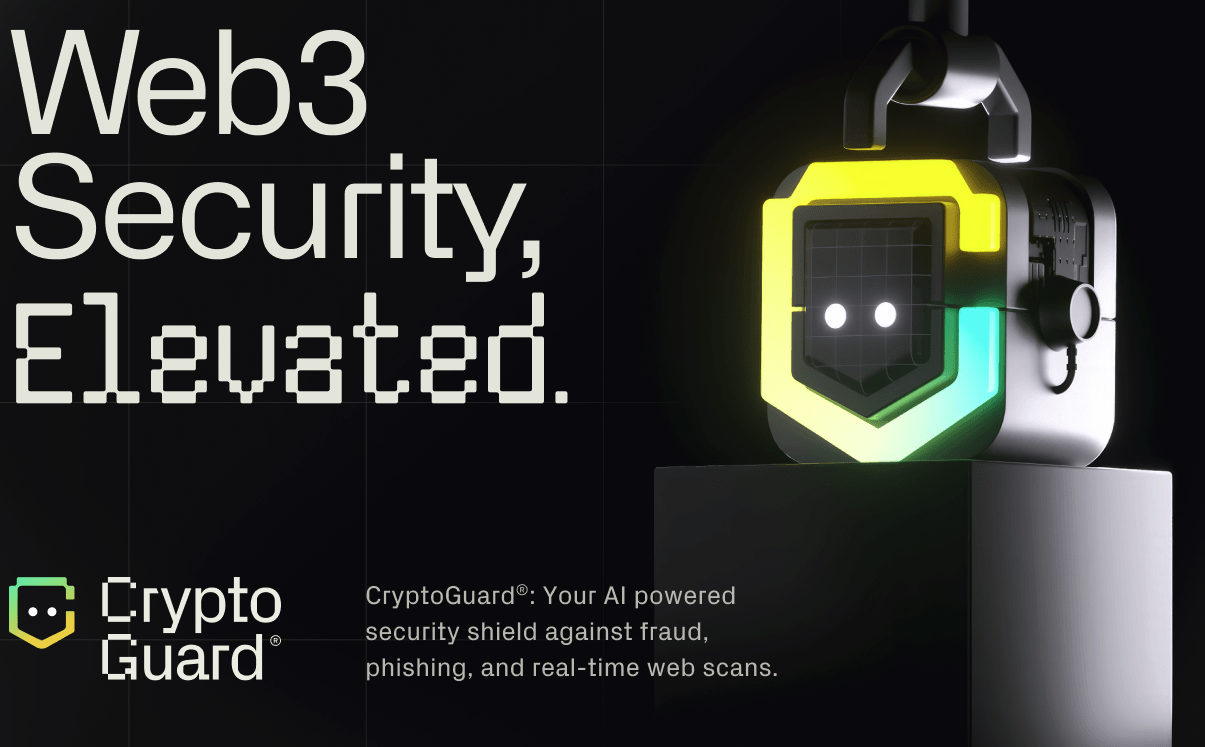 Web3
Security,
Elevated.
Crypto
Guard®
CryptoGuard®: Your AI powered
security shield against fraud,
phishing, and real-time web scans.